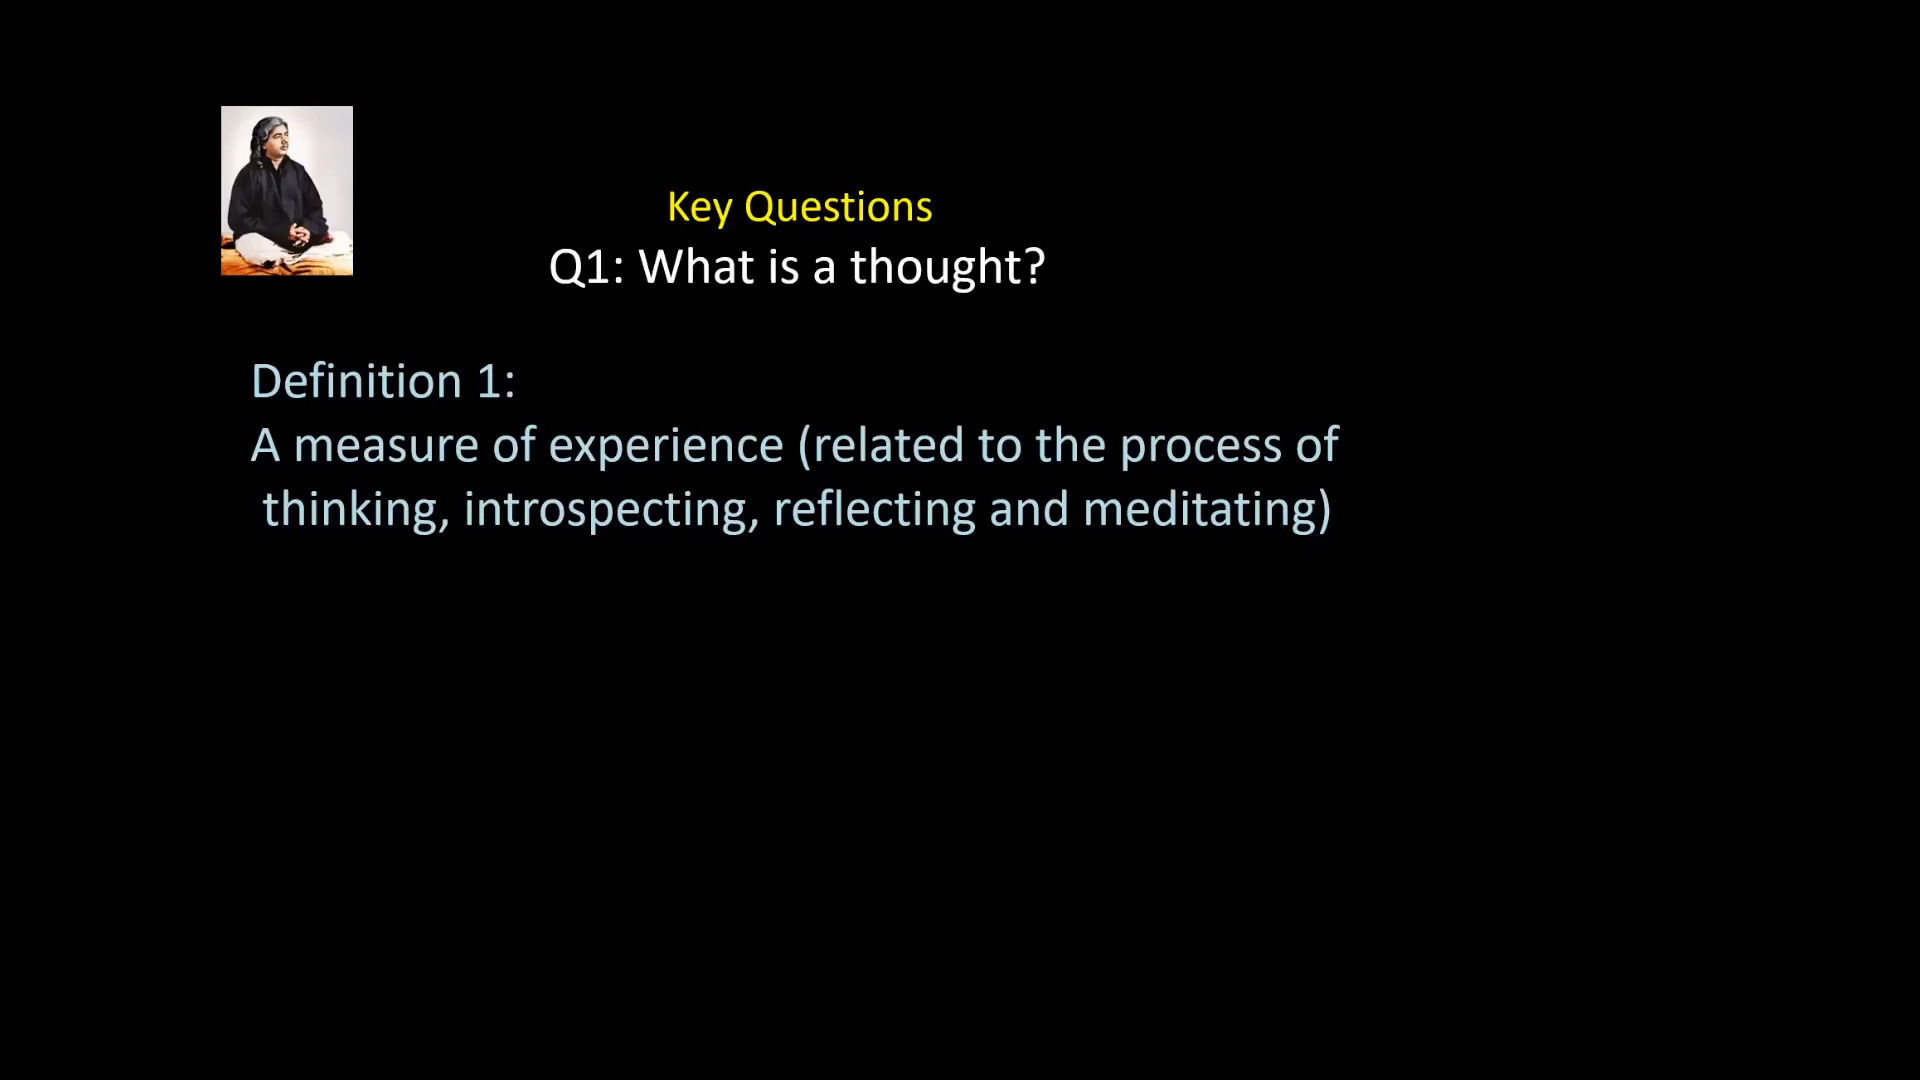 Key Questions
Q1: What is a thought?
Definition 1:
A measure of experience (related to the process of
thinking, introspecting, reflecting and meditating)